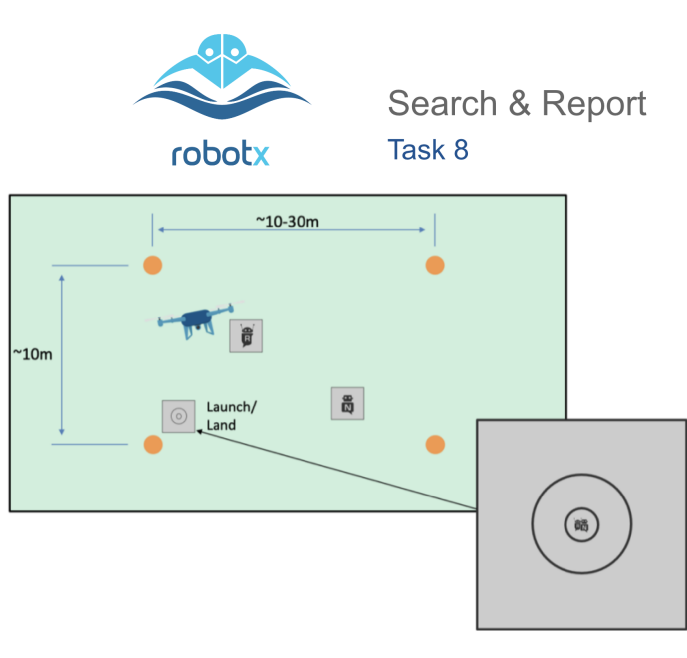 robotx
Search & Report
Task 8
~10-30m
~10m
R
Launch/
Land
N